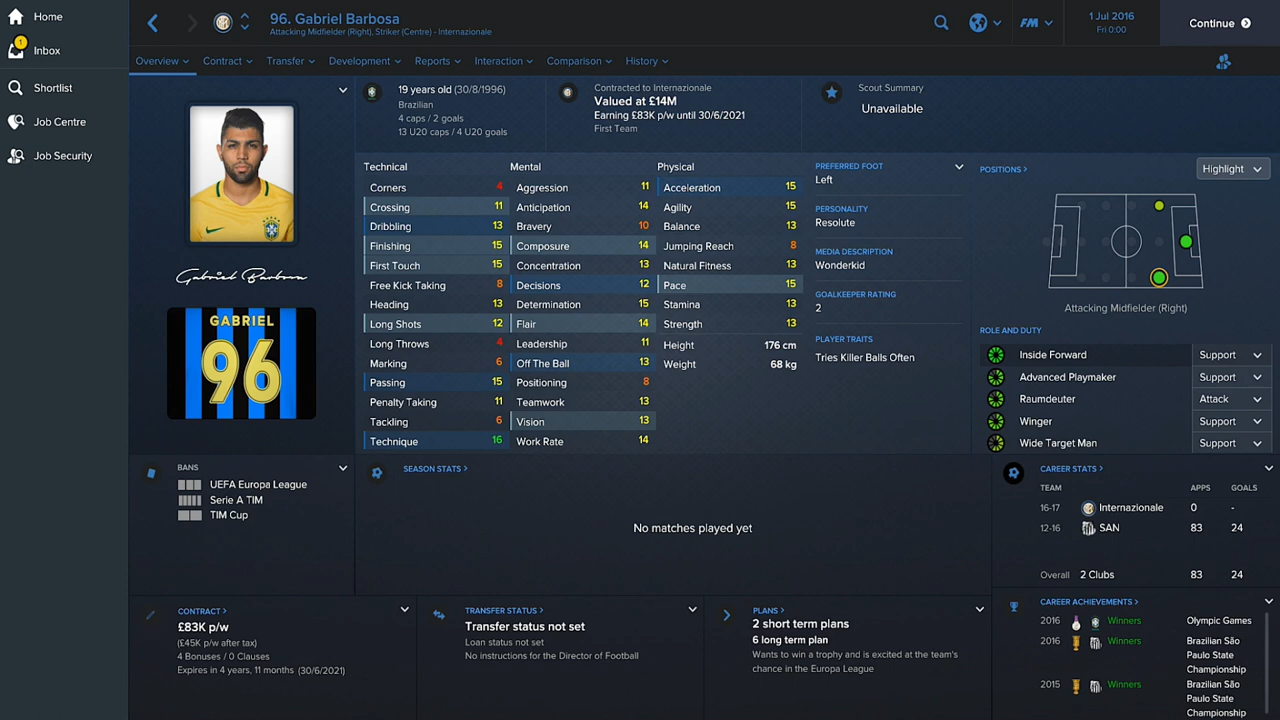 Home
Inbox
1
Shortlist
Job Centre
Job Security
96. Gabriel Barbosa
Attacking Midfielder (Right), Striker (Centre) - Internazionale
FM
1 Jul 2016
Fri 0:00
Continue
Overview Contract Transfer Development Reports Interaction Comparison History
Gabriel Barbosa
GABRIEL
96
19 years old (30/8/1996)
Brazilian
4 caps / 2 goals
13 U20 caps / 4 U20 goals
Contracted to Internazionale
Valued at £14M
Earning £83K p/w until 30/6/2021
First Team
Scout Summary
Unavailable
Technical
Corners 4
Crossing 11
Dribbling 13
Finishing 15
First Touch 15
Free Kick Taking 8
Heading 13
Long Shots 12
Long Throws 4
Marking 6
Passing 15
Penalty Taking 11
Tackling 6
Technique 16
Mental
Aggression 11
Anticipation 14
Bravery 10
Composure 14
Concentration 13
Decisions 12
Determination 15
Flair 14
Leadership 11
Off The Ball 13
Positioning 8
Teamwork 13
Vision 13
Work Rate 14
Physical
Acceleration 15
Agility 15
Balance 13
Jumping Reach 8
Natural Fitness 13
Pace 15
Stamina 13
Strength 13
Height 176 cm
Weight 68 kg
PREFERRED FOOT
Left
PERSONALITY
Resolute
MEDIA DESCRIPTION
Wonderkid
GOALKEEPER RATING
2
PLAYER TRAITS
Tries Killer Balls Often
POSITIONS >
Highlight
Attacking Midfielder (Right)
ROLE AND DUTY
Inside Forward Support
Advanced Playmaker Support
Raumdeuter Attack
Winger Support
Wide Target Man Support
BANS
UEFA Europa League
Serie A TIM
TIM Cup
SEASON STATS >
No matches played yet
CAREER STATS >
TEAM APPS GOALS
16-17 Internazionale 0 -
12-16 SAN 83 24
Overall 2 Clubs 83 24
CONTRACT >
£83K p/w
(£45K p/w after tax)
4 Bonuses / 0 Clauses
Expires in 4 years, 11 months (30/6/2021)
TRANSFER STATUS >
Transfer status not set
Loan status not set
No instructions for the Director of Football
PLANS >
2 short term plans
6 long term plan
Wants to win a trophy and is excited at the team's
chance in the Europa League
CAREER ACHIEVEMENTS >
2016 Winners Olympic Games
2016 Winners Brazilian São
Paulo State
Championship
2015 Winners Brazilian São
Paulo State
Championship